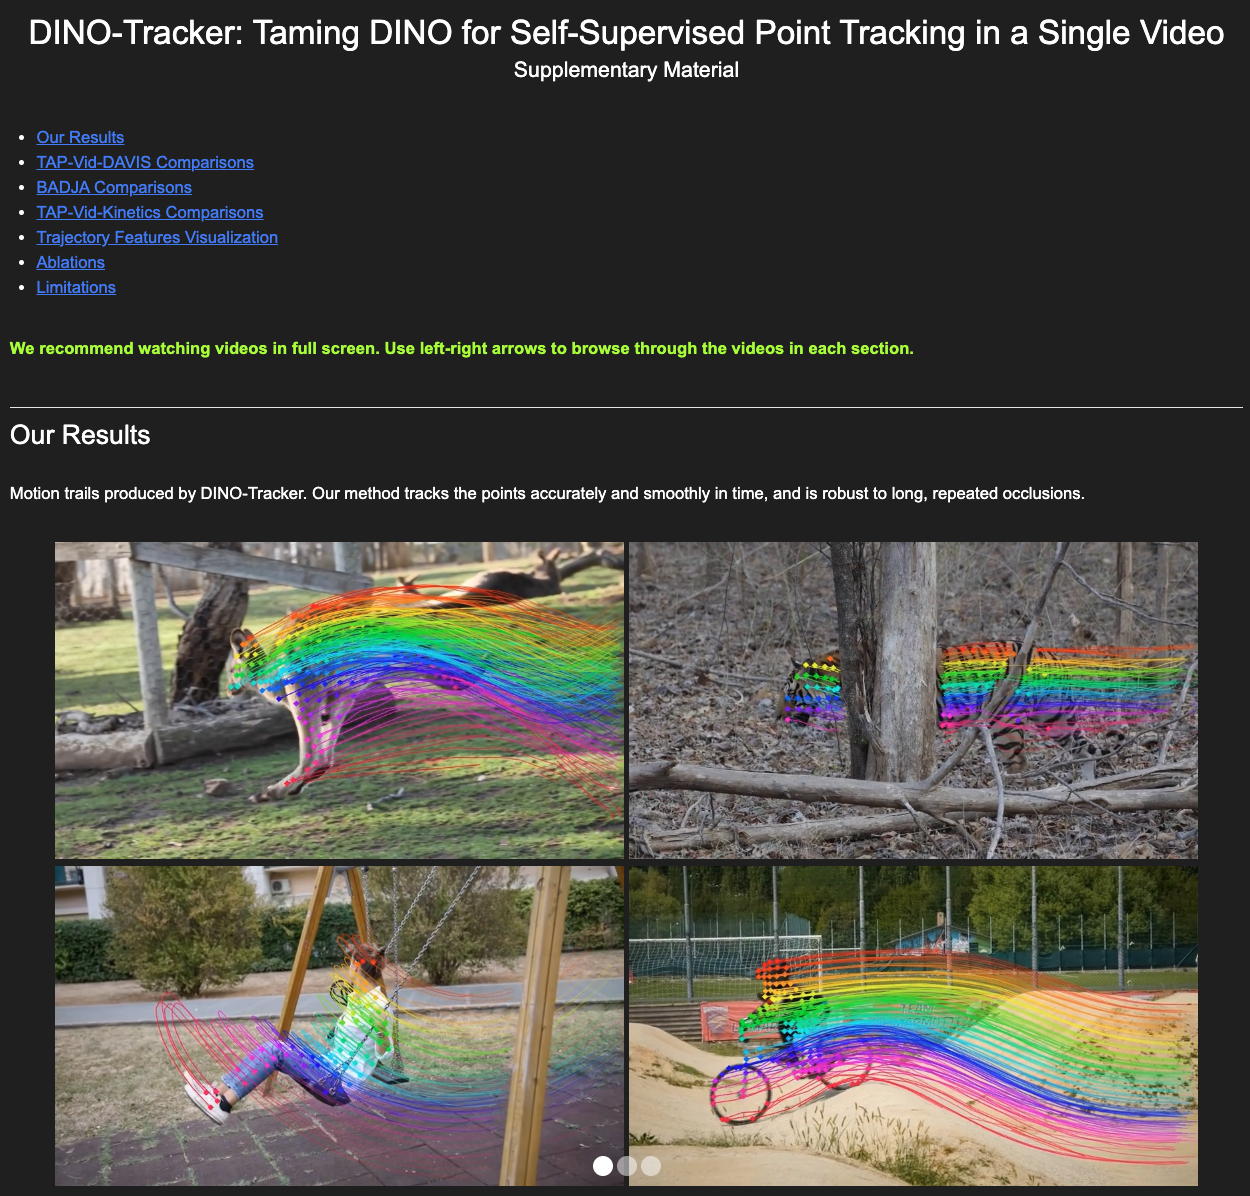 DINO-Tracker: Taming DINO for Self-Supervised Point Tracking in a Single Video
Supplementary Material
Our Results
TAP-Vid-DAVIS Comparisons
BADJA Comparisons
TAP-Vid-Kinetics Comparisons
Trajectory Features Visualization
Ablations
Limitations
We recommend watching videos in full screen. Use left-right arrows to browse through the videos in each section.
Our Results
Motion trails produced by DINO-Tracker. Our method tracks the points accurately and smoothly in time, and is robust to long, repeated occlusions.